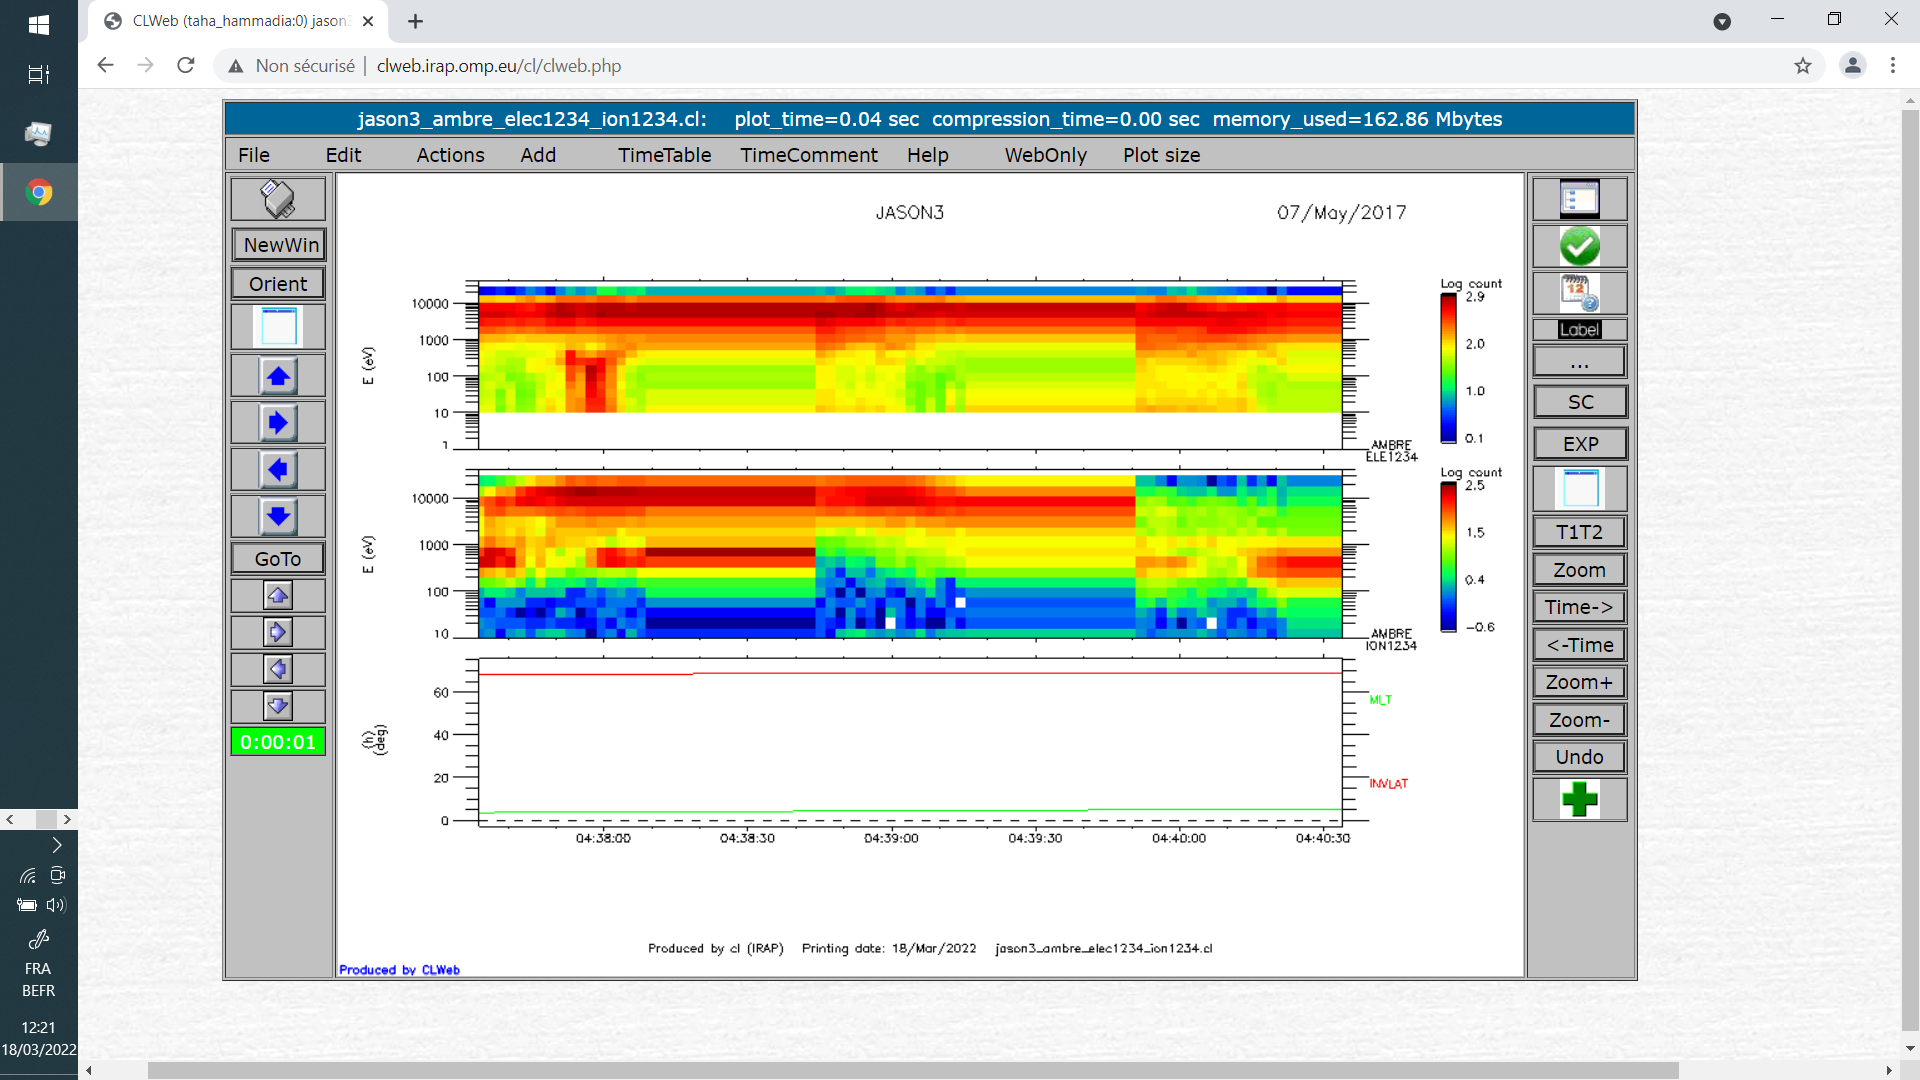 CLWeb (taha_hammadia:0) jason3
Non sécurisé | clweb.irap.omp.eu/cl/clweb.php
jason3_ambre_elec1234_ion1234.cl: plot_time=0.04 sec compression_time=0.00 sec memory_used=162.86 Mbytes
File Edit Actions Add TimeTable TimeComment Help WebOnly Plot size
NewWin
Orient
GoTo
0:00:01
JASON3 07/May/2017
10000
1000
100
10
1
E (eV)
Log count
2.9
2.0
1.0
0.1
AMBRE
ELE1234
10000
1000
100
10
E (eV)
Log count
2.5
1.5
0.4
-0.6
AMBRE
ION1234
60
40
20
0
(h)
(deg)
MLT
INVLAT
04:38:00 04:38:30 04:39:00 04:39:30 04:40:00 04:40:30
Produced by cl (IRAP) Printing date: 18/Mar/2022 jason3_ambre_elec1234_ion1234.cl
Produced by CLWeb
12
Label
...
SC
EXP
T1T2
Zoom
Time->
<-Time
Zoom+
Zoom-
Undo
FRA
BEFR
12:21
18/03/2022